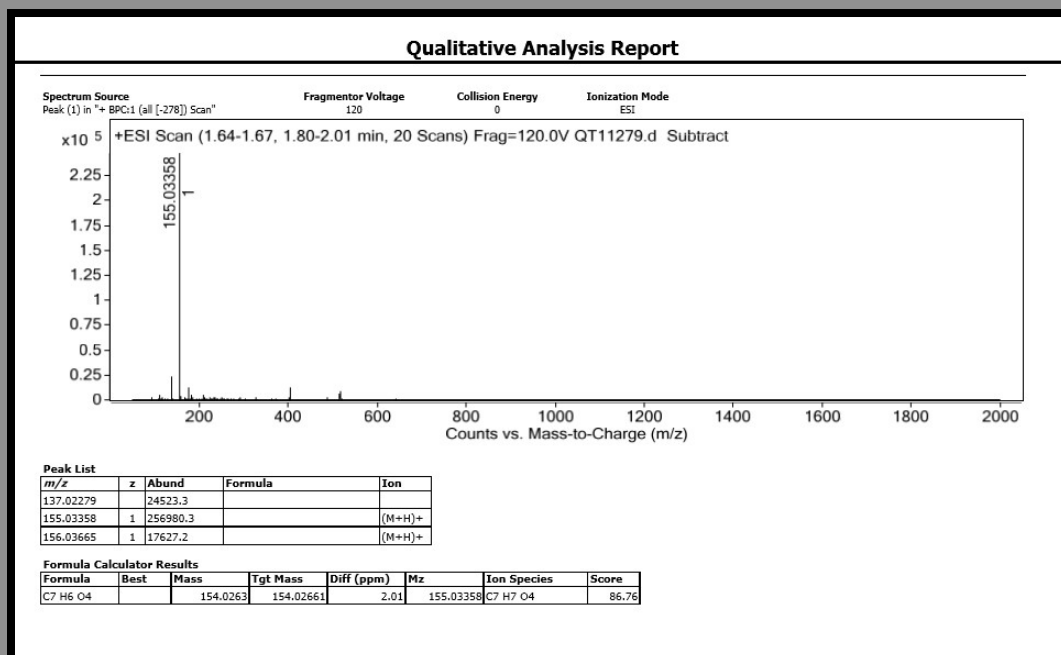 Qualitative Analysis Report
Spectrum Source Fragmentor Voltage Collision Energy Ionization Mode
Peak (1) in "+ BPC:1 (all [-278]) Scan" 120 0 ESI
x10 5 +ESI Scan (1.64-1.67, 1.80-2.01 min, 20 Scans) Frag=120.0V QT11279.d Subtract
155.03358
1
2.25
2
1.75
1.5
1.25
1
0.75
0.5
0.25
0
200 400 600 800 1000 1200 1400 1600 1800 2000
Counts vs. Mass-to-Charge (m/z)
Peak List
m/z z Abund Formula Ion
137.02279 24523.3
155.03358 1 256980.3 (M+H)+
156.03665 1 17627.2 (M+H)+
Formula Calculator Results
Formula Best Mass Tgt Mass Diff (ppm) Mz Ion Species Score
C7 H6 O4 154.0263 154.02661 2.01 155.03358 C7 H7 O4 86.76